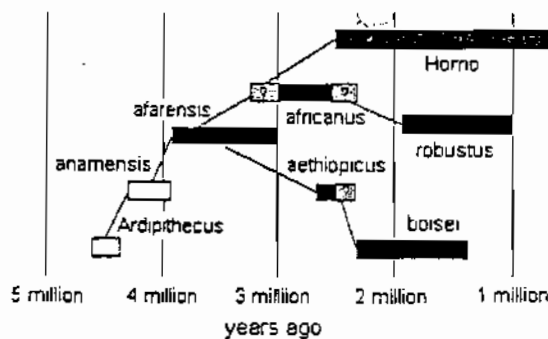 Homo
afarensis
africanus
robustus
anamensis
aethiopicus
Ardipithecus
boisei
5 million 4 million 3 million 2 million 1 million
years ago